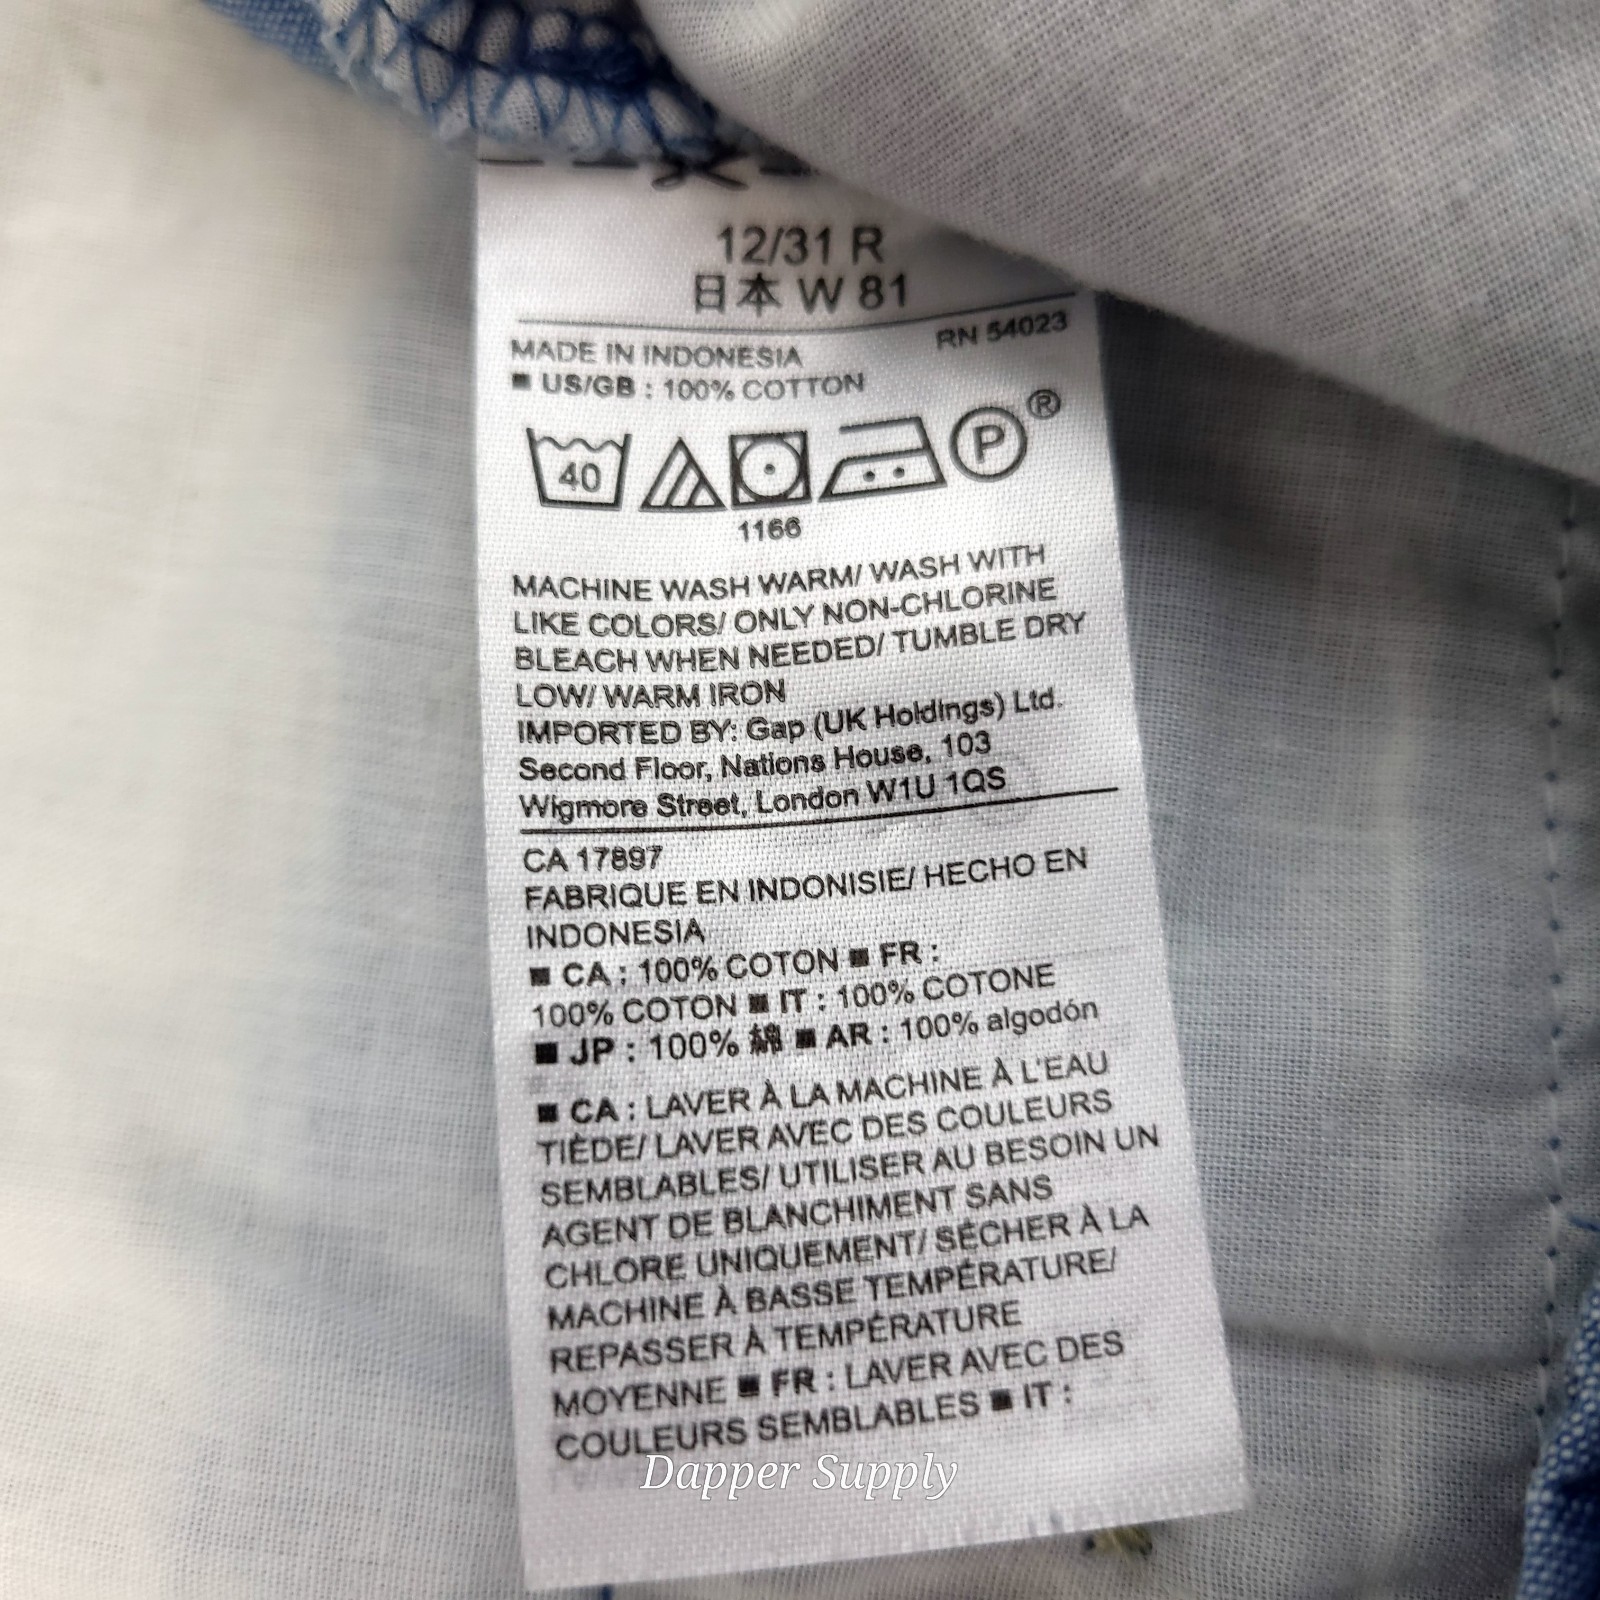 12/31 R
日本 W 81
RN 54023
MADE IN INDONESIA
■ US/GB : 100% COTTON
40 P ®
1166
MACHINE WASH WARM/ WASH WITH
LIKE COLORS/ ONLY NON-CHLORINE
BLEACH WHEN NEEDED/ TUMBLE DRY
LOW/ WARM IRON
IMPORTED BY: Gap (UK Holdings) Ltd.
Second Floor, Nations House, 103
Wigmore Street, London W1U 1QS
CA 17897
FABRIQUE EN INDONISIE/ HECHO EN
INDONESIA
■ CA : 100% COTON ■ FR :
100% COTON ■ IT : 100% COTONE
■ JP : 100% 綿 ■ AR : 100% algodón
■ CA : LAVER À LA MACHINE À L'EAU
TIÈDE/ LAVER AVEC DES COULEURS
SEMBLABLES/ UTILISER AU BESOIN UN
AGENT DE BLANCHIMENT SANS
CHLORE UNIQUEMENT/ SÉCHER À LA
MACHINE À BASSE TEMPÉRATURE/
REPASSER À TEMPÉRATURE
MOYENNE ■ FR : LAVER AVEC DES
COULEURS SEMBLABLES ■ IT :
Dapper Supply